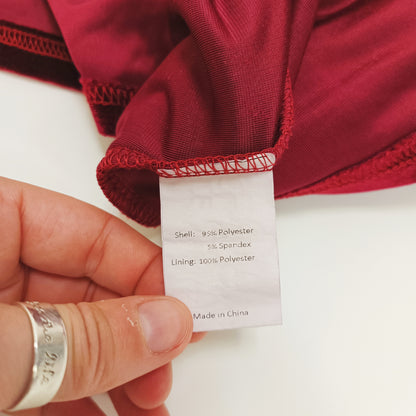 Shell: 95% Polyester
5% Spandex
Lining: 100% Polyester
Made in China